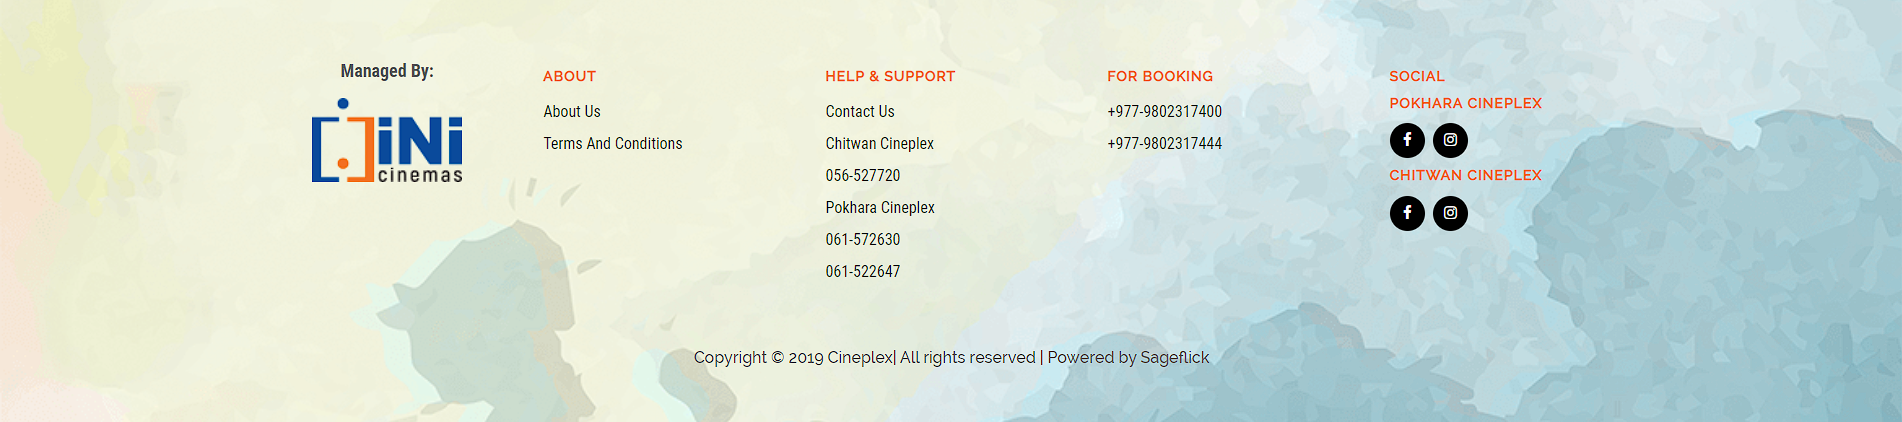 Managed By:
iNi
cinemas
ABOUT
About Us
Terms And Conditions
HELP & SUPPORT
Contact Us
Chitwan Cineplex
056-527720
Pokhara Cineplex
061-572630
061-522647
FOR BOOKING
+977-9802317400
+977-9802317444
SOCIAL
POKHARA CINEPLEX
CHITWAN CINEPLEX
Copyright © 2019 Cineplex| All rights reserved | Powered by Sageflick